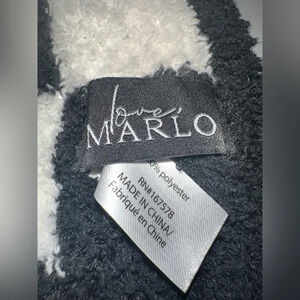 love,
MARLO
% polyester
RN#167578
MADE IN CHINA/
Fabriqué en Chine